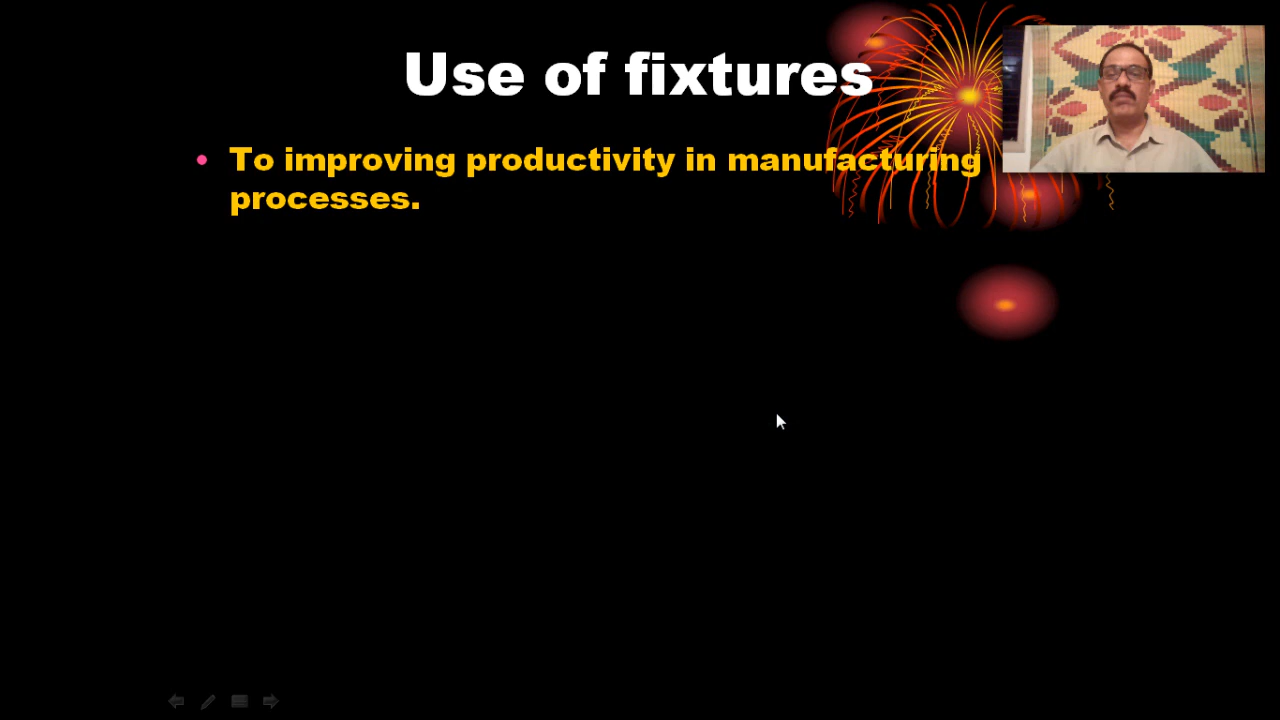 Use of fixtures
• To improving productivity in manufacturing
processes.